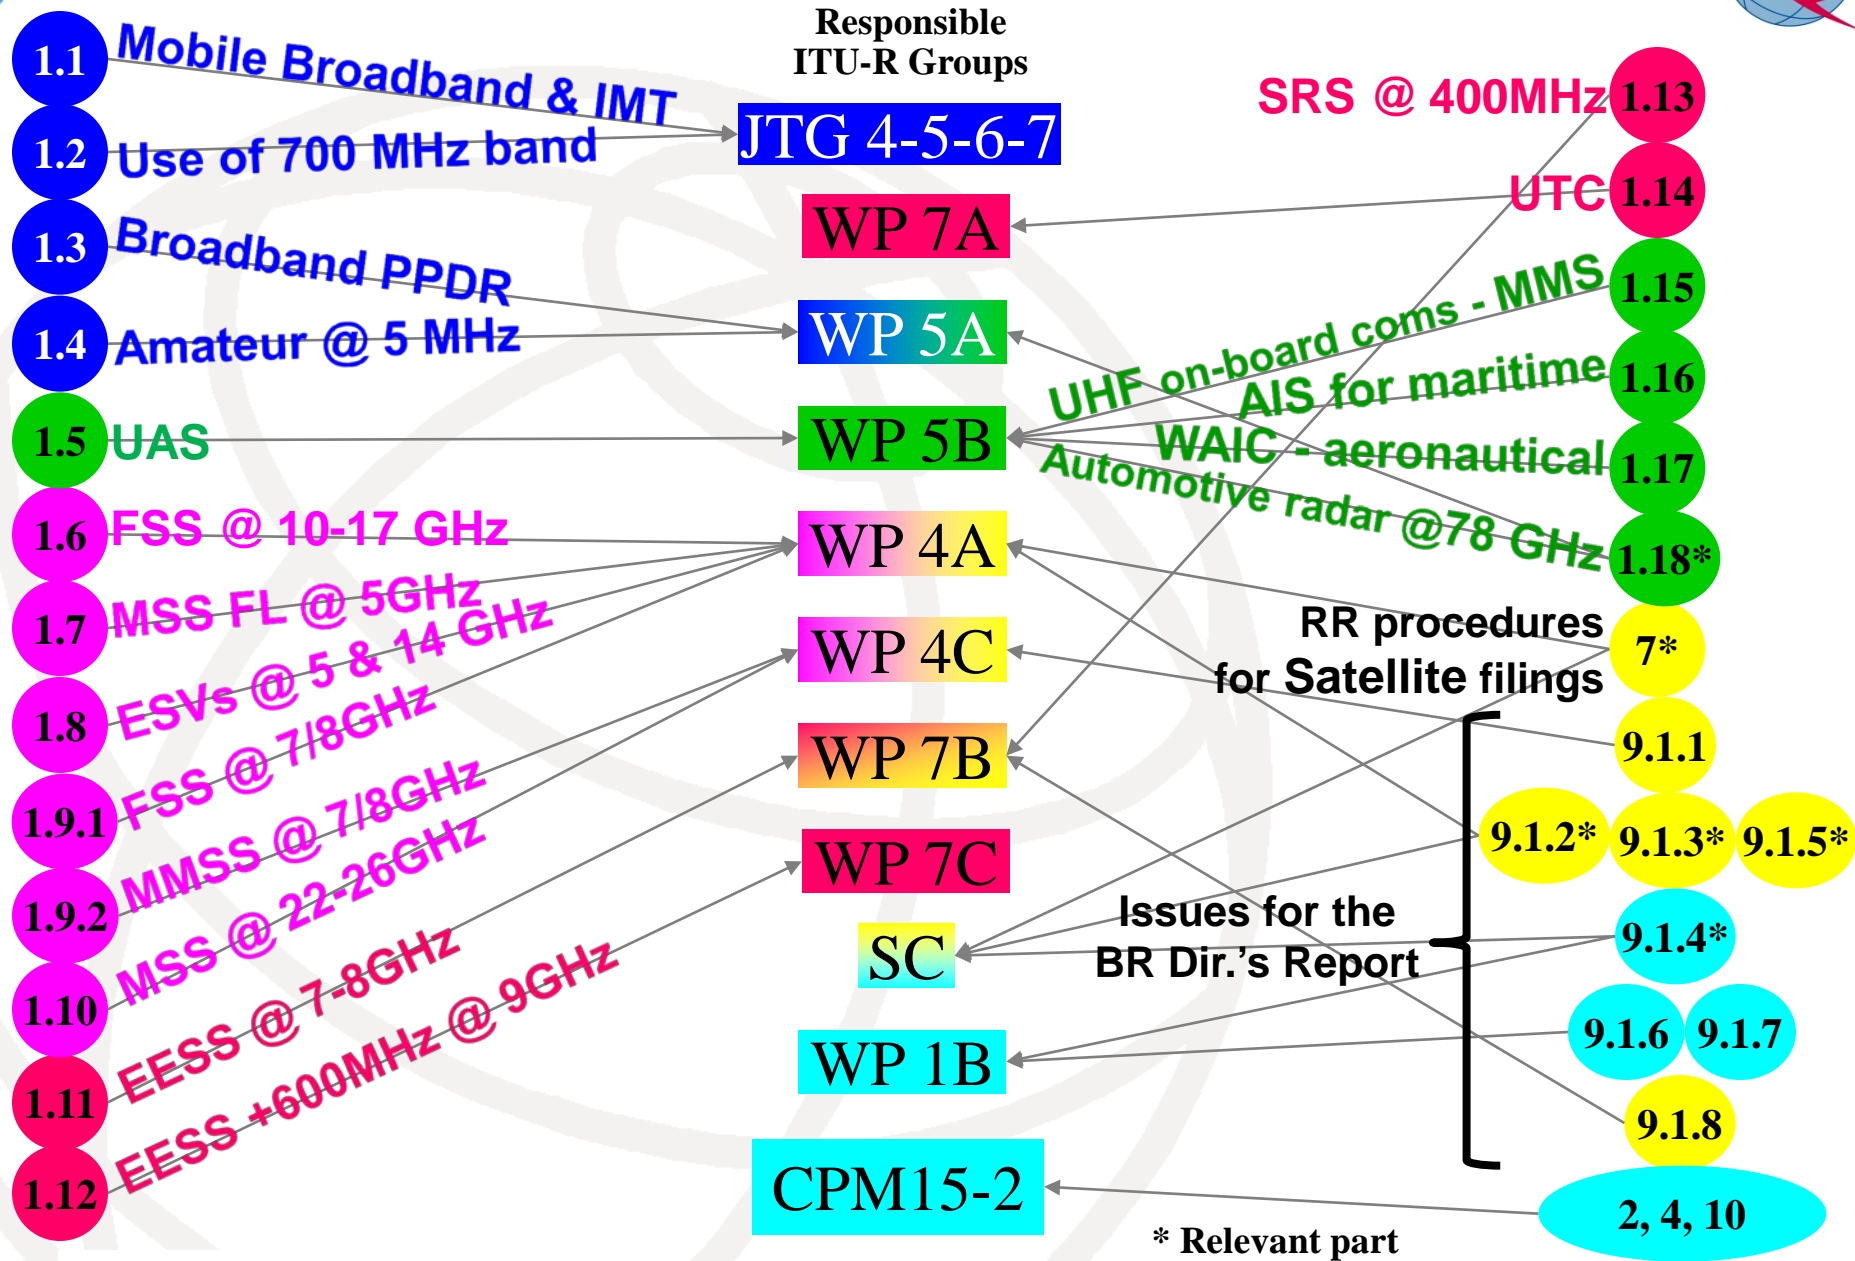 Responsible
ITU-R Groups
1.1 Mobile Broadband & IMT
1.2 Use of 700 MHz band
1.3 Broadband PPDR
1.4 Amateur @ 5 MHz
1.5 UAS
1.6 FSS @ 10-17 GHz
1.7 MSS FL @ 5GHz
1.8 ESVs @ 5 & 14 GHz
1.9.1 FSS @ 7/8GHz
1.9.2 MMSS @ 7/8GHz
1.10 MSS @ 22-26GHz
1.11 EESS @ 7-8GHz
1.12 EESS +600MHz @ 9GHz
JTG 4-5-6-7
WP 7A
WP 5A
WP 5B
WP 4A
WP 4C
WP 7B
WP 7C
SC
WP 1B
CPM15-2
SRS @ 400MHz 1.13
UTC 1.14
UHF on-board coms - MMS 1.15
AIS for maritime 1.16
WAIC - aeronautical 1.17
Automotive radar @78 GHz 1.18*
RR procedures
for Satellite filings
7*
9.1.1
9.1.2* 9.1.3* 9.1.5*
Issues for the
BR Dir.'s Report
9.1.4*
9.1.6 9.1.7
9.1.8
2, 4, 10
* Relevant part